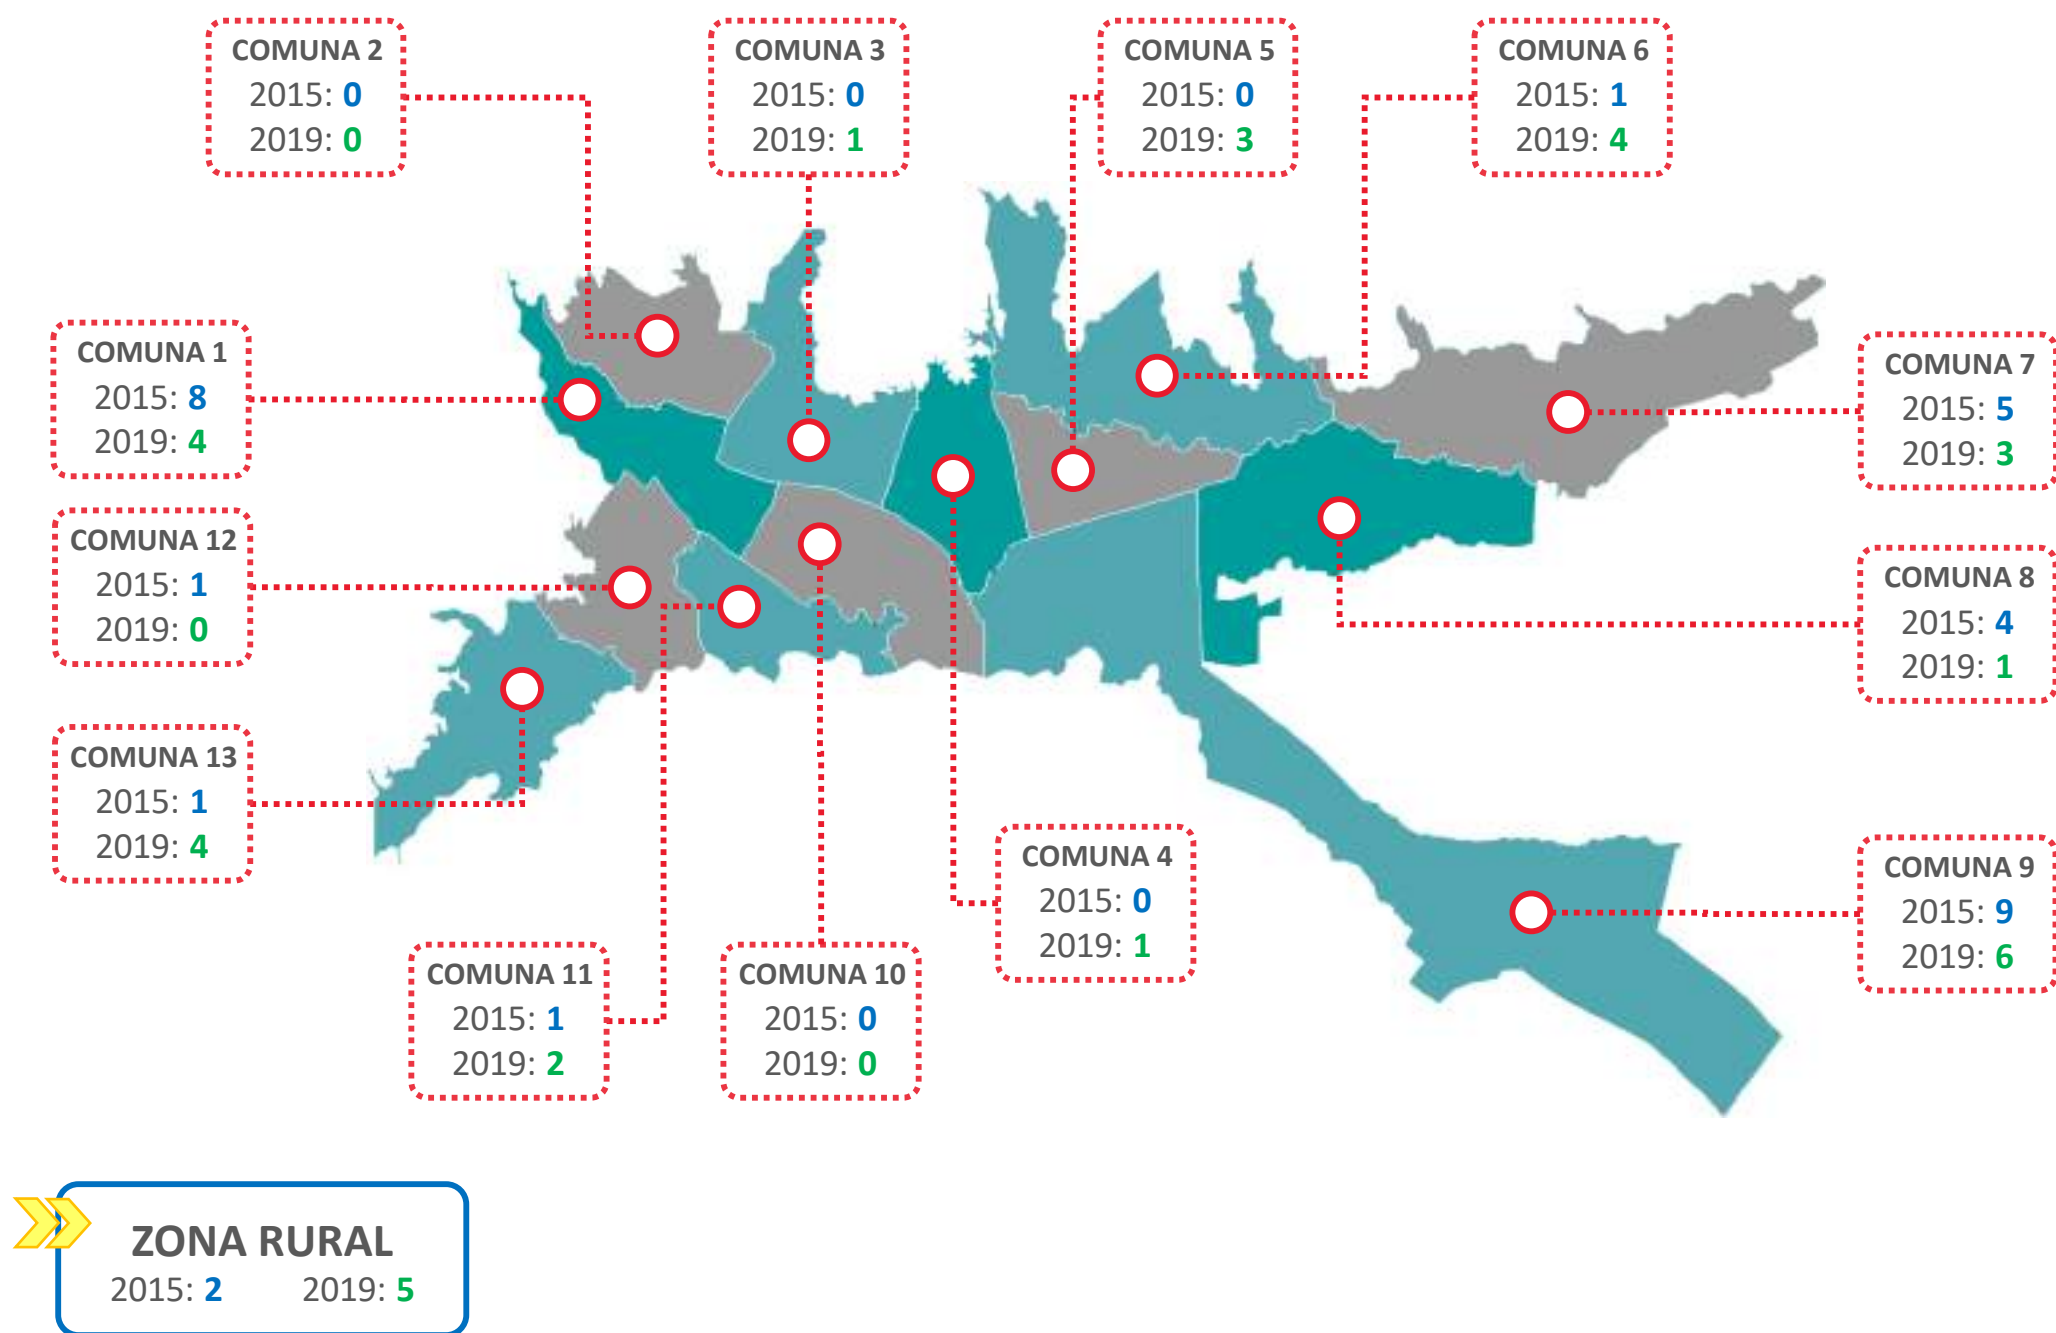 COMUNA 2
2015: 0
2019: 0
COMUNA 3
2015: 0
2019: 1
COMUNA 5
2015: 0
2019: 3
COMUNA 6
2015: 1
2019: 4
COMUNA 1
2015: 8
2019: 4
COMUNA 7
2015: 5
2019: 3
COMUNA 12
2015: 1
2019: 0
COMUNA 8
2015: 4
2019: 1
COMUNA 13
2015: 1
2019: 4
COMUNA 4
2015: 0
2019: 1
COMUNA 9
2015: 9
2019: 6
COMUNA 11
2015: 1
2019: 2
COMUNA 10
2015: 0
2019: 0
ZONA RURAL
2015: 2 2019: 5